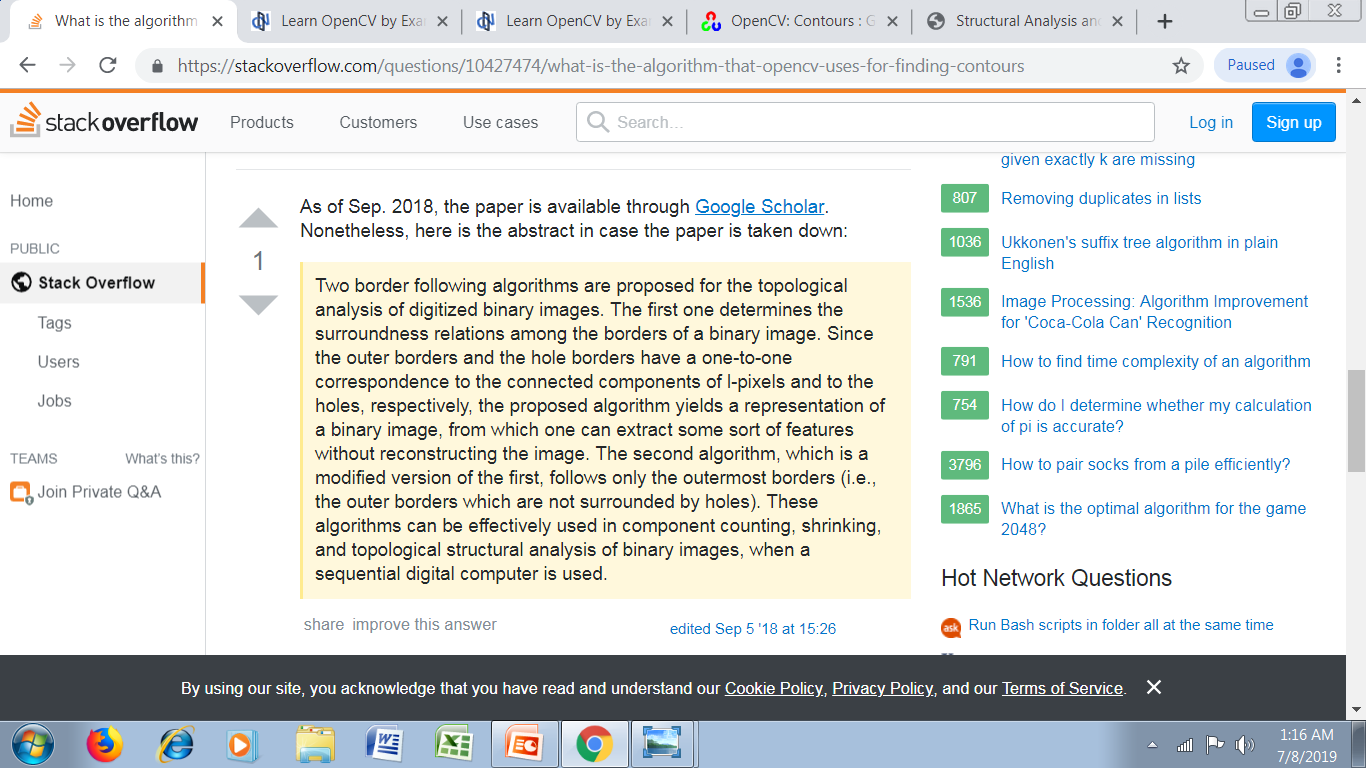 What is the algorithm
Learn OpenCV by Exa
Learn OpenCV by Exa
OpenCV: Contours : G
Structural Analysis an
https://stackoverflow.com/questions/10427474/what-is-the-algorithm-that-opencv-uses-for-finding-contours
Paused
stackoverflow
Products
Customers
Use cases
Search...
Log in
Sign up
Home
PUBLIC
Stack Overflow
Tags
Users
Jobs
TEAMS
What's this?
Join Private Q&A
1
As of Sep. 2018, the paper is available through Google Scholar.
Nonetheless, here is the abstract in case the paper is taken down:
Two border following algorithms are proposed for the topological
analysis of digitized binary images. The first one determines the
surroundness relations among the borders of a binary image. Since
the outer borders and the hole borders have a one-to-one
correspondence to the connected components of l-pixels and to the
holes, respectively, the proposed algorithm yields a representation of
a binary image, from which one can extract some sort of features
without reconstructing the image. The second algorithm, which is a
modified version of the first, follows only the outermost borders (i.e.,
the outer borders which are not surrounded by holes). These
algorithms can be effectively used in component counting, shrinking,
and topological structural analysis of binary images, when a
sequential digital computer is used.
share improve this answer
edited Sep 5 '18 at 15:26
given exactly k are missing
807 Removing duplicates in lists
1036 Ukkonen's suffix tree algorithm in plain
English
1536 Image Processing: Algorithm Improvement
for 'Coca-Cola Can' Recognition
791 How to find time complexity of an algorithm
754 How do I determine whether my calculation
of pi is accurate?
3796 How to pair socks from a pile efficiently?
1865 What is the optimal algorithm for the game
2048?
Hot Network Questions
ask Run Bash scripts in folder all at the same time
By using our site, you acknowledge that you have read and understand our Cookie Policy, Privacy Policy, and our Terms of Service.
1:16 AM
7/8/2019